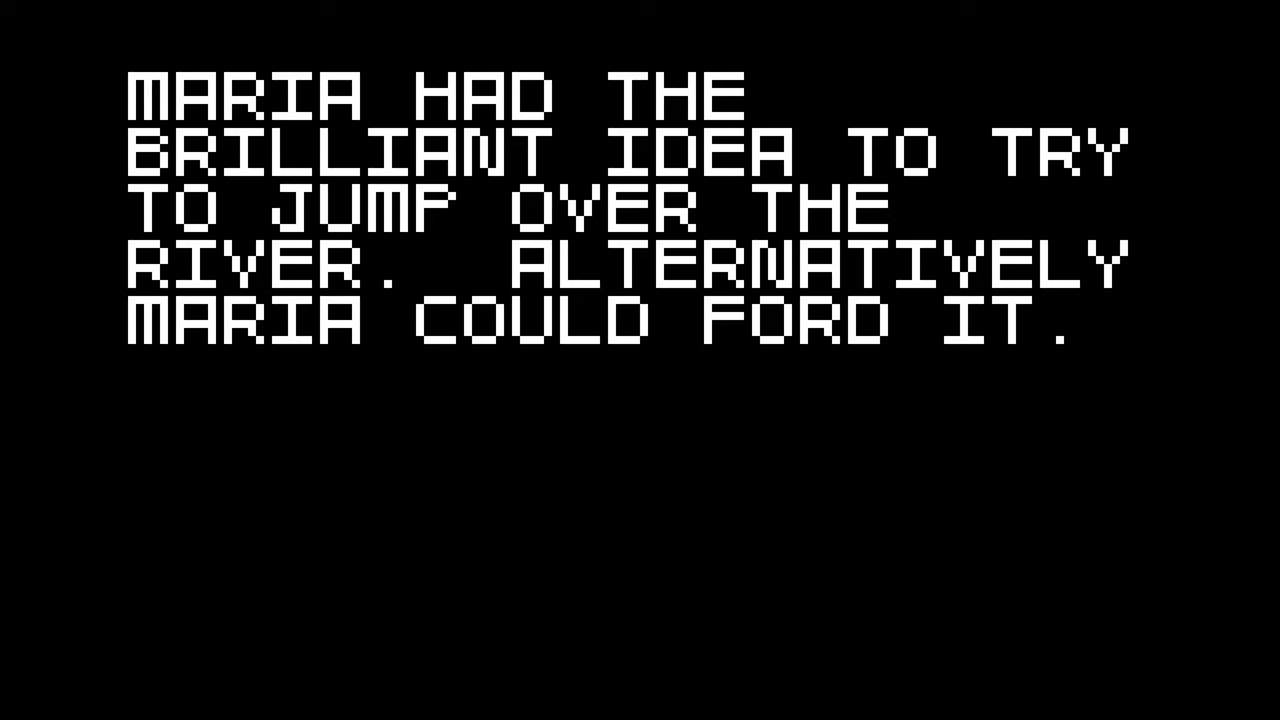 MARIA HAD THE
BRILLIANT IDEA TO TRY
TO JUMP OVER THE
RIVER.  ALTERNATIVELY
MARIA COULD FORD IT.